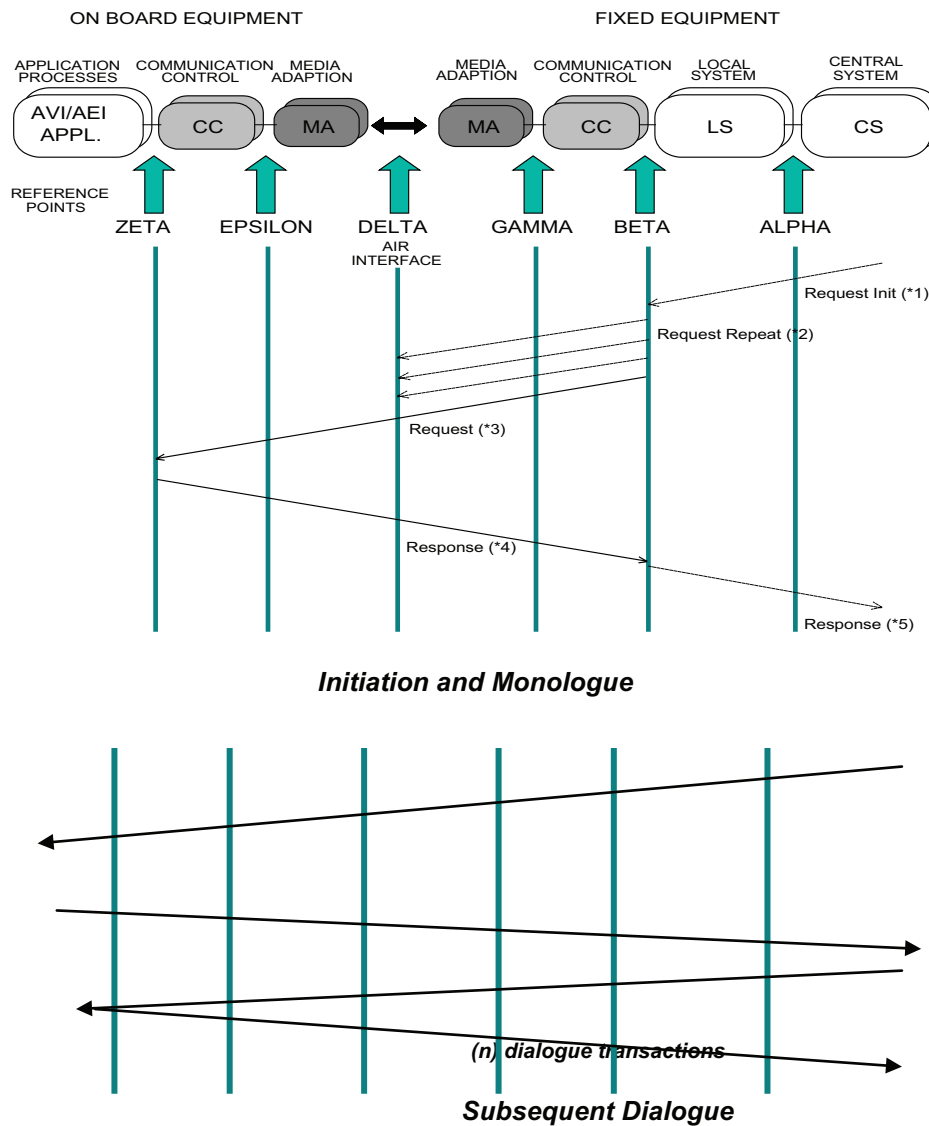 ON BOARD EQUIPMENT
FIXED EQUIPMENT
APPLICATION
PROCESSES
COMMUNICATION
CONTROL
MEDIA
ADAPTION
MEDIA
ADAPTION
COMMUNICATION
CONTROL
LOCAL
SYSTEM
CENTRAL
SYSTEM
AVI/AEI
APPL.
CC
MA
MA
CC
LS
CS
REFERENCE
POINTS
ZETA
EPSILON
DELTA
AIR
INTERFACE
GAMMA
BETA
ALPHA
Request Init (*1)
Request Repeat (*2)
Request (*3)
Response (*4)
Response (*5)
Initiation and Monologue
(n) dialogue transactions
Subsequent Dialogue